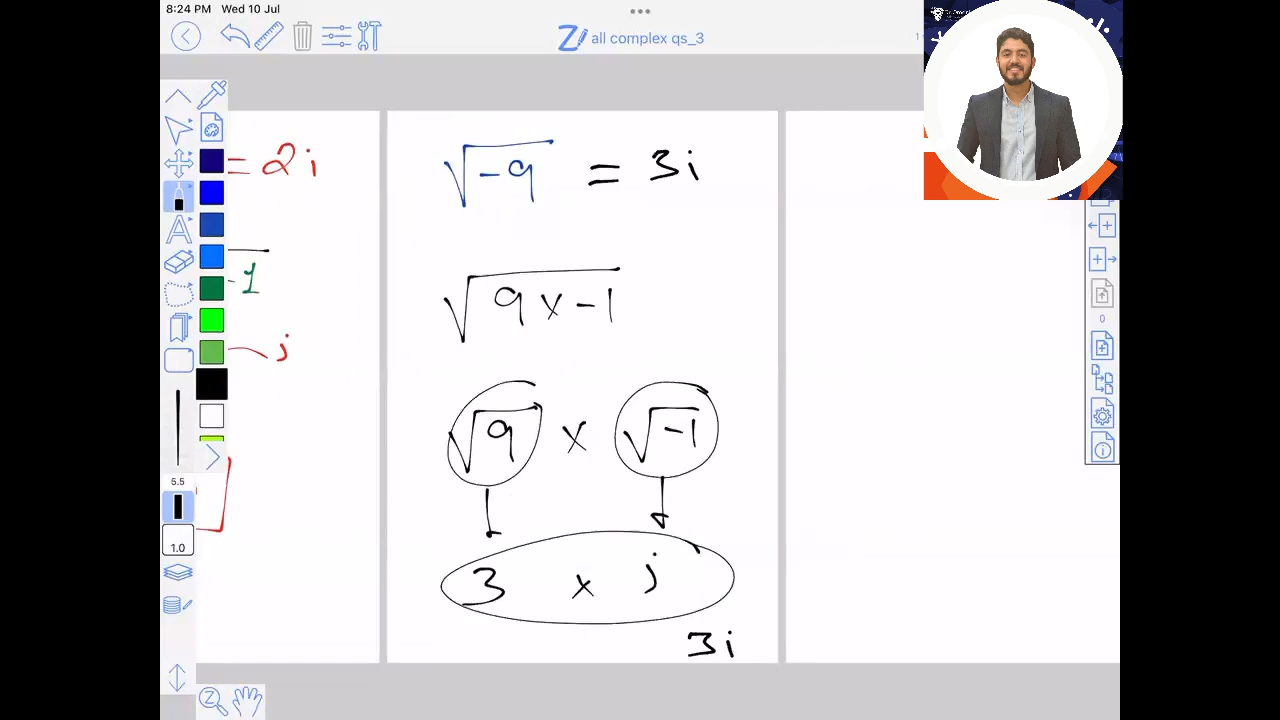 8:24 PM Wed 10 Jul
all complex qs_3
= 2i
-1
i
√-9 = 3i
√9x-1
√9 x √-1
3 x i
3i
5.5
1.0
0